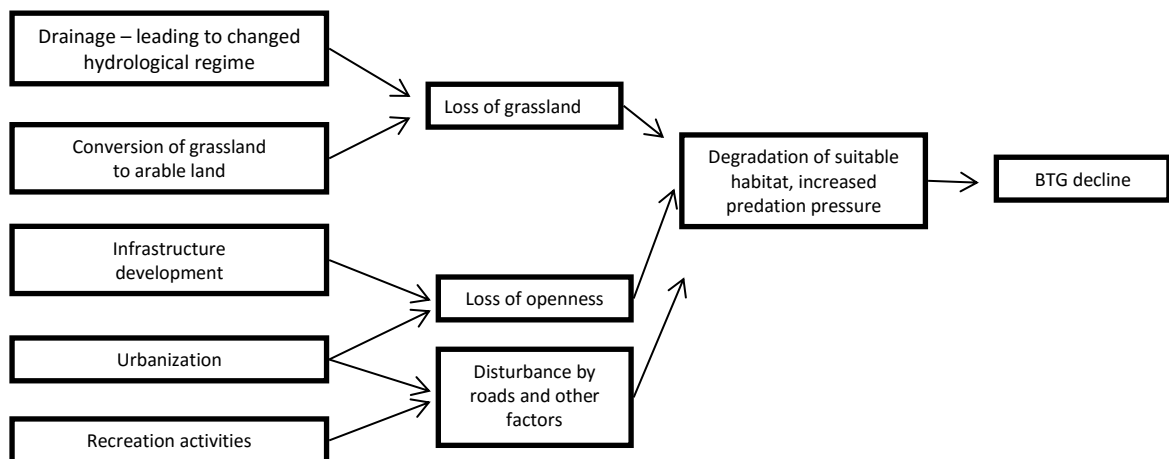 Drainage – leading to changed
hydrological regime
Conversion of grassland
to arable land
Infrastructure
development
Urbanization
Recreation activities
Loss of grassland
Loss of openness
Disturbance by
roads and other
factors
Degradation of suitable
habitat, increased
predation pressure
BTG decline